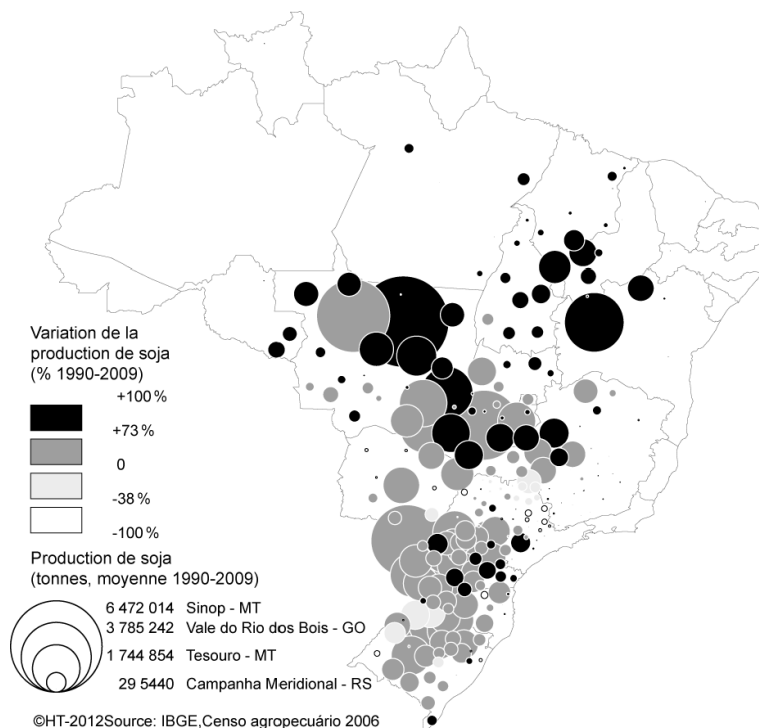 Variation de la
production de soja
(% 1990-2009)
+100 %
+73 %
0
-38 %
-100 %
Production de soja
(tonnes, moyenne 1990-2009)
6 472 014 Sinop - MT
3 785 242 Vale do Rio dos Bois - GO
1 744 854 Tesouro - MT
29 5440 Campanha Meridional - RS
©HT-2012Source: IBGE,Censo agropecuário 2006